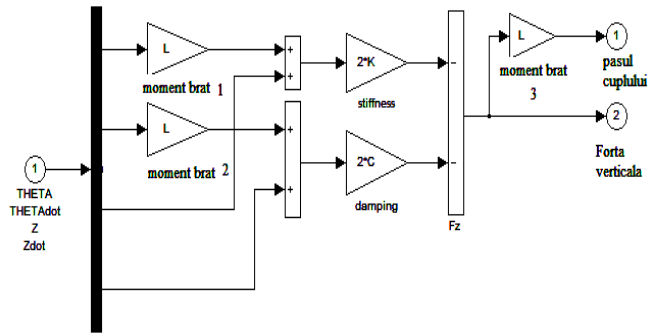 L
moment brat 1
L
moment brat 2
1
THETA
THETAdot
Z
Zdot
+
+
+
+
2*K
stiffness
2*C
damping
−
−
Fz
L
moment brat
3
1
pasul
cuplului
2
Forta
verticala